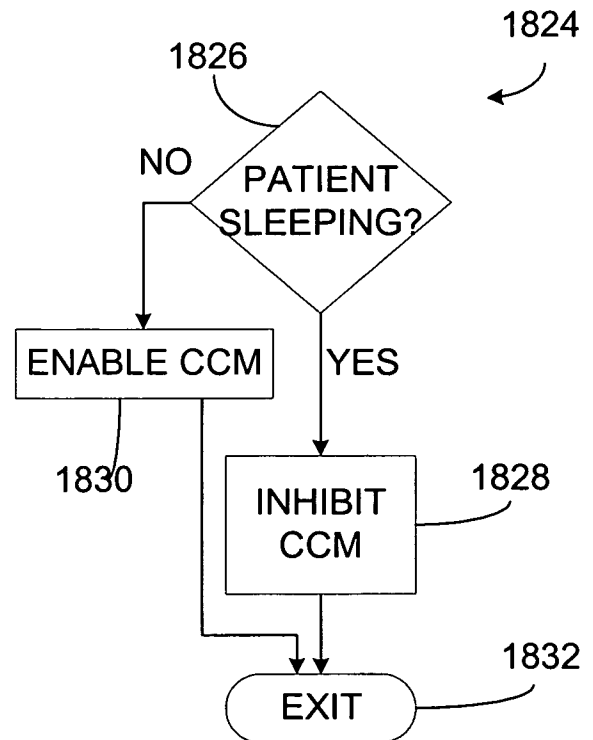 1824
1826
NO
PATIENT
SLEEPING?
ENABLE CCM
YES
1830
INHIBIT
CCM
1828
1832
EXIT